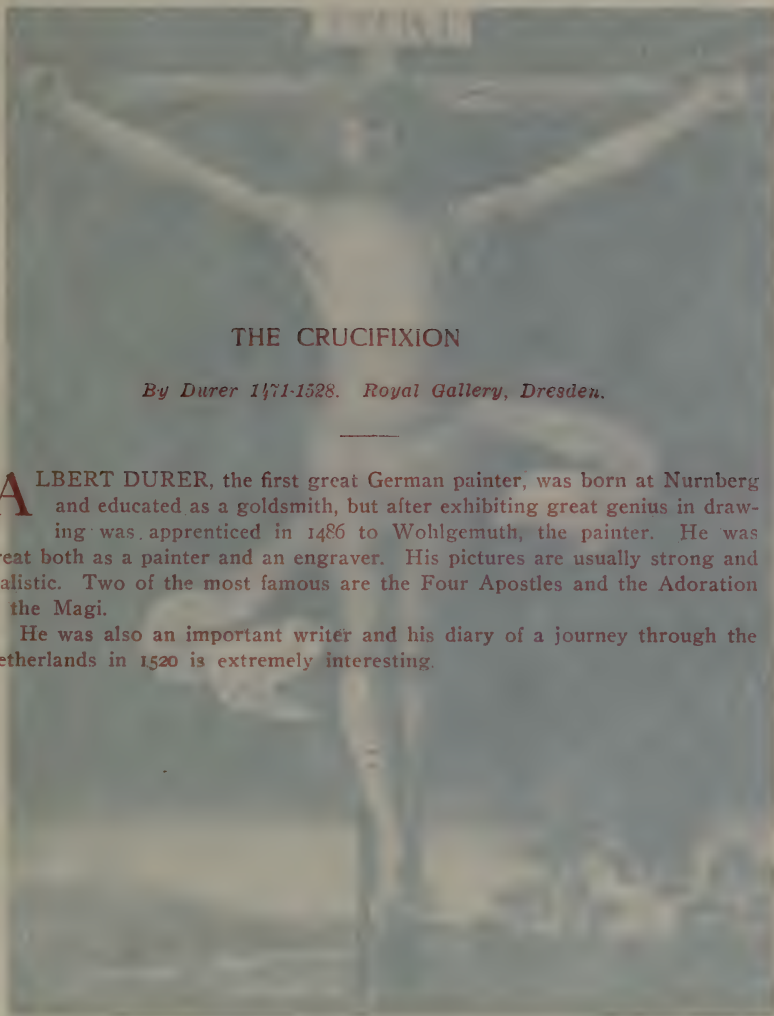 THE CRUCIFIXION
By Durer 1471-1528. Royal Gallery, Dresden.
ALBERT DURER, the first great German painter, was born at Nurnberg
and educated as a goldsmith, but after exhibiting great genius in draw-
ing was apprenticed in 1486 to Wohlgemuth, the painter. He was
reat both as a painter and an engraver. His pictures are usually strong and
alistic. Two of the most famous are the Four Apostles and the Adoration
the Magi.
He was also an important writer and his diary of a journey through the
etherlands in 1520 is extremely interesting.